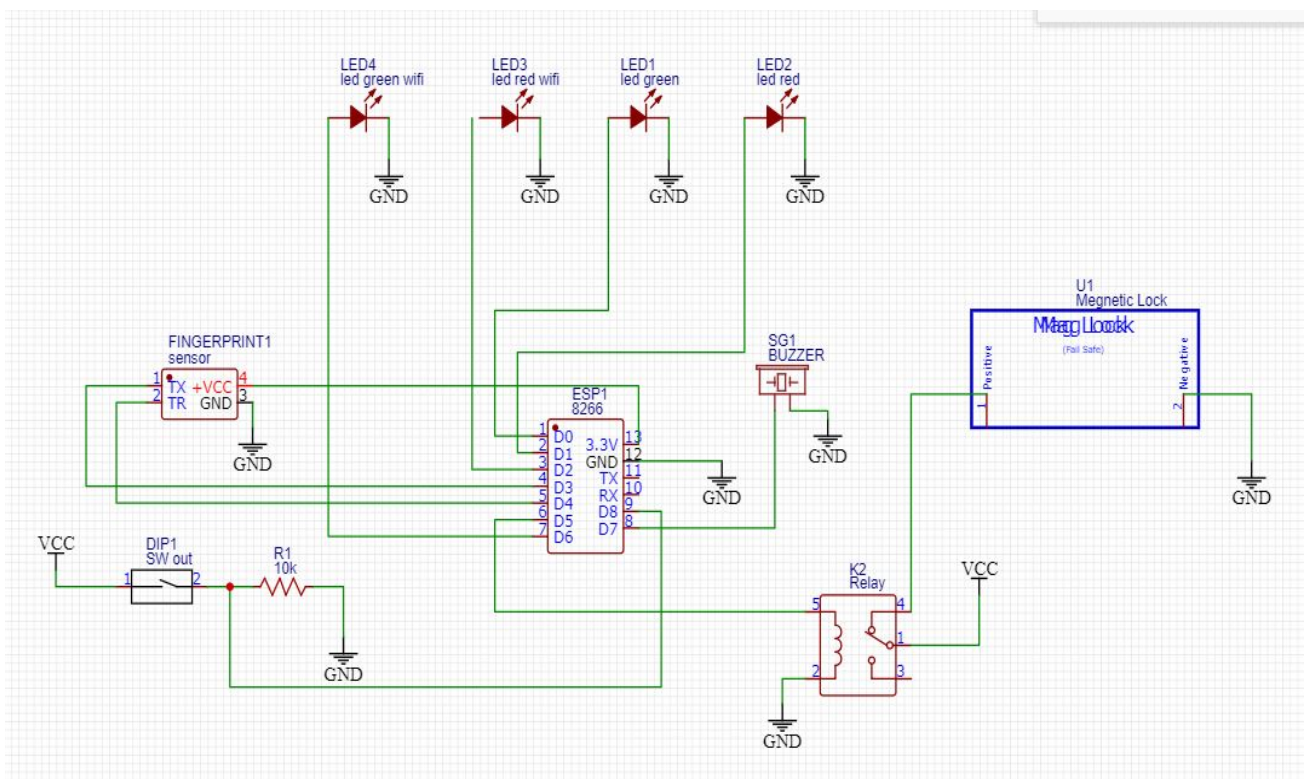 LED4
led green wifi
LED3
led red wifi
LED1
led green
LED2
led red
GND
GND
GND
GND
U1
Megnetic Lock
Mag Lock
(Fail Safe)
Positive
Negative
1
2
GND
FINGERPRINT1
sensor
1
TX
+VCC
4
2
TR
GND
3
GND
SG1
BUZZER
GND
ESP1
8266
1
D0
2
D1
3
D2
4
D3
5
D4
6
D5
7
D6
3.3V
13
GND
12
TX
11
RX
10
D8
9
D7
8
GND
VCC
DIP1
SW out
1
2
R1
10k
GND
K2
Relay
5
4
1
2
3
VCC
GND